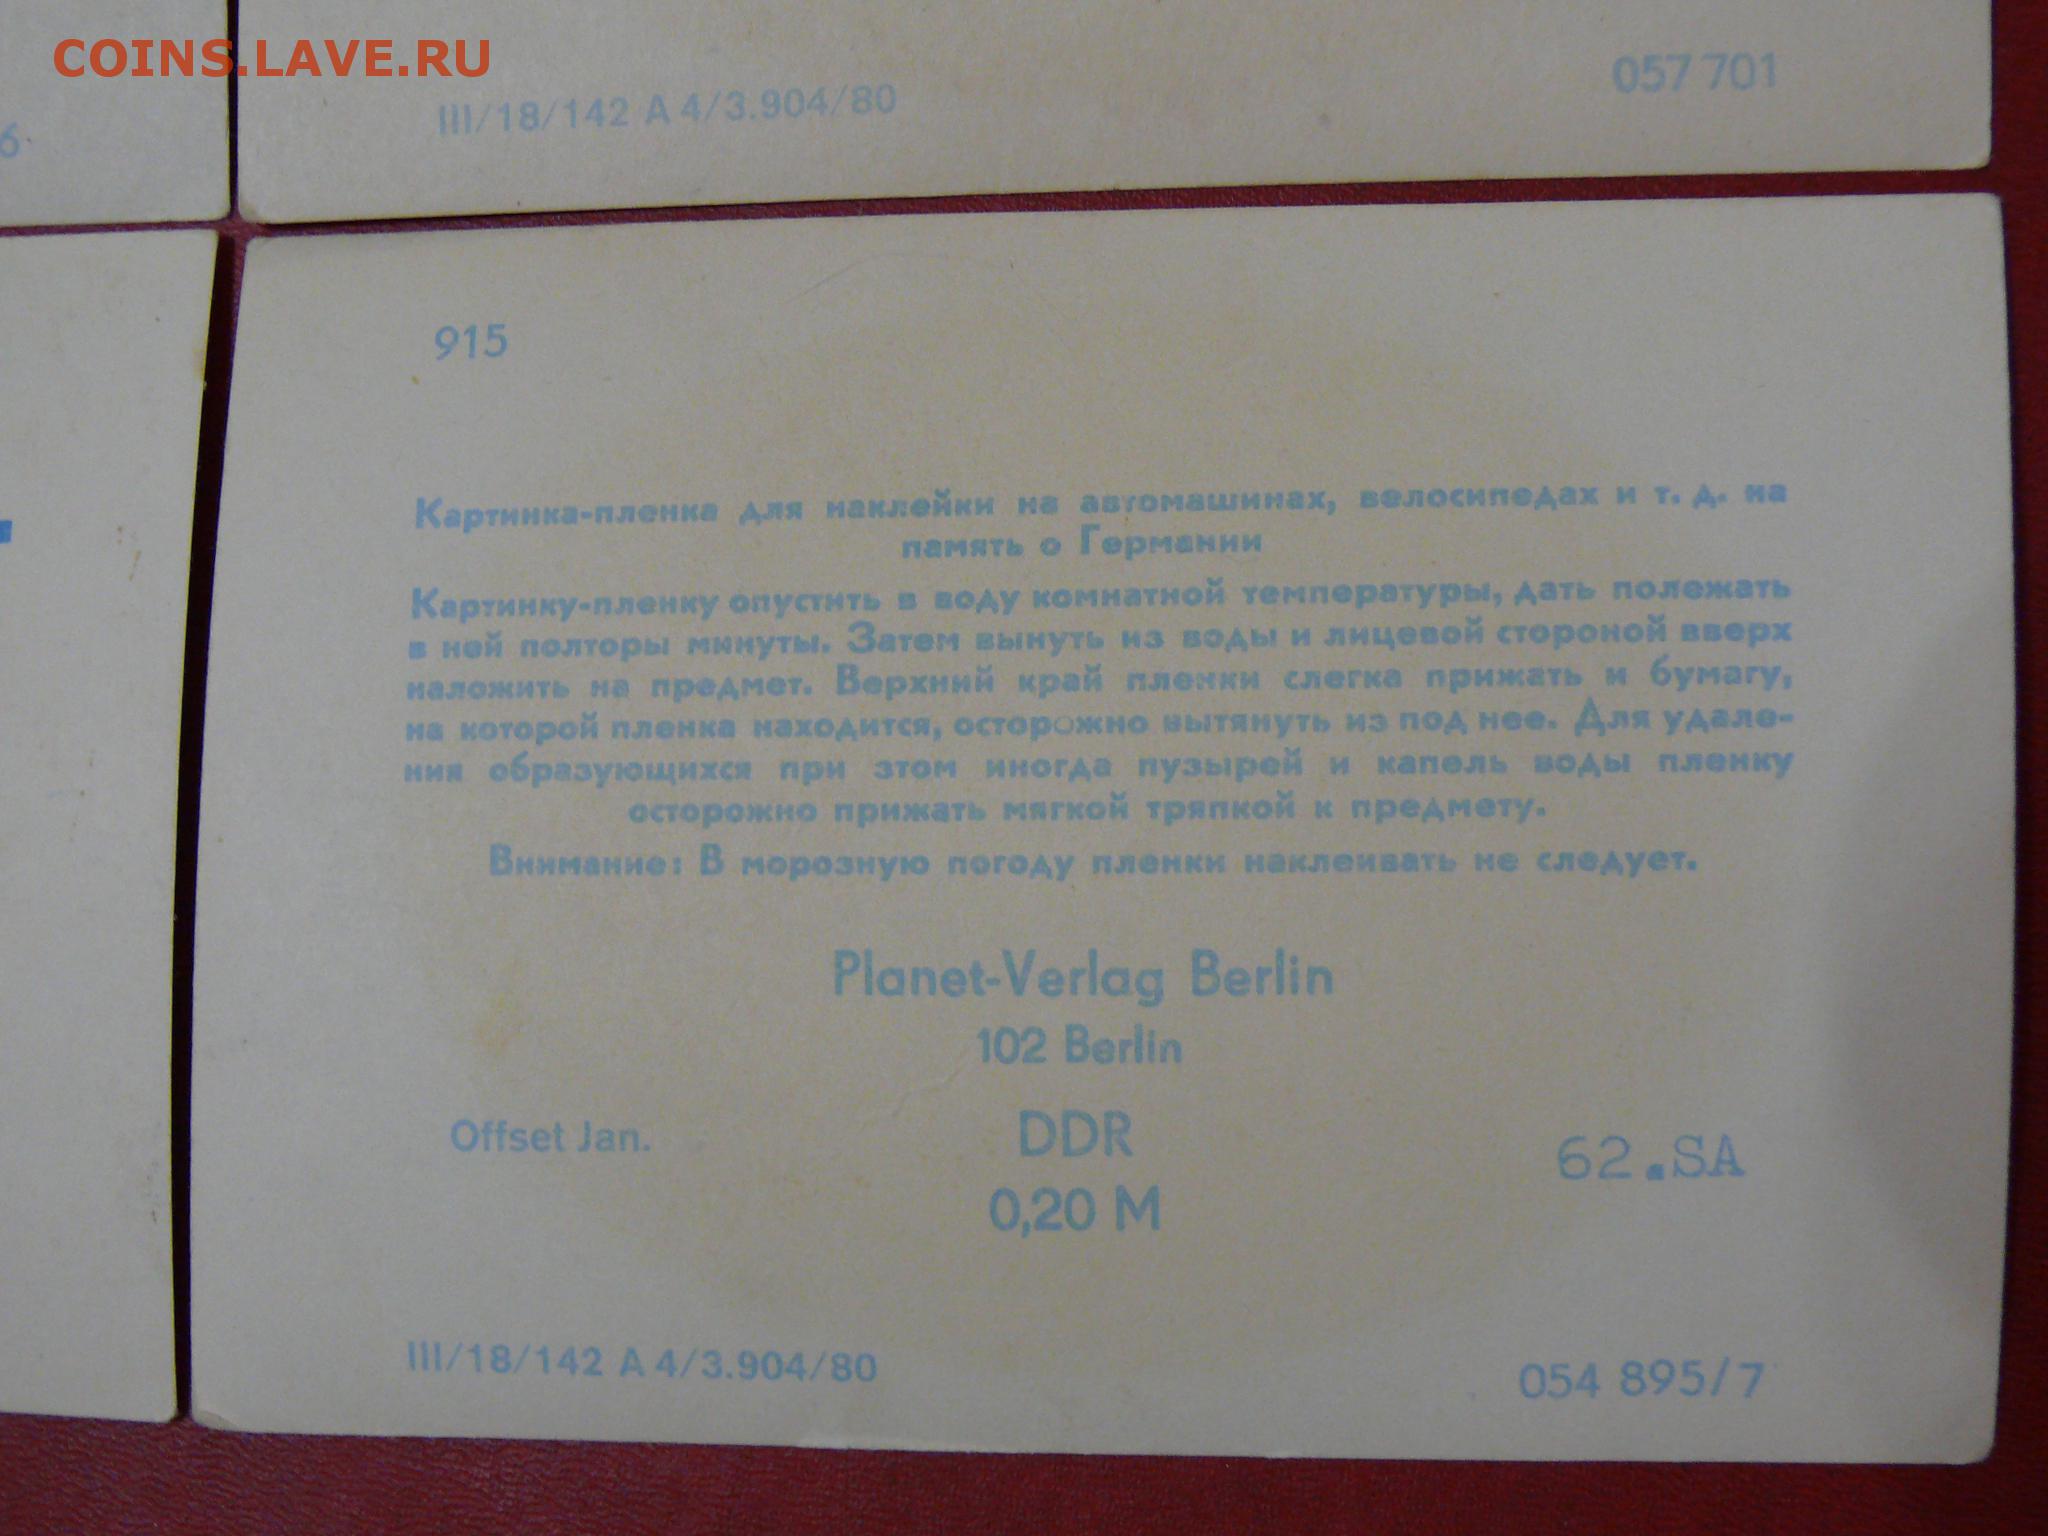 COINS.LAVE.RU
III/18/142 A 4/3.904/80
057 701
6
915
Картинка-пленка для наклейки на автомашинах, велосипедах и т. д. на
память о Германии
Картинку-пленку опустить в воду комнатной температуры, дать полежать
в ней полторы минуты. Затем вынуть из воды и лицевой стороной вверх
наложить на предмет. Верхний край пленки слегка прижать и бумагу,
на которой пленка находится, осторожно вытянуть из под нее. Для удале-
ния образующихся при этом иногда пузырей и капель воды пленку
осторожно прижать мягкой тряпкой к предмету.
Внимание: В морозную погоду пленки наклеивать не следует.
Planet-Verlag Berlin
102 Berlin
Offset Jan.
DDR
62.SA
0,20 M
III/18/142 A 4/3.904/80
054 895/7